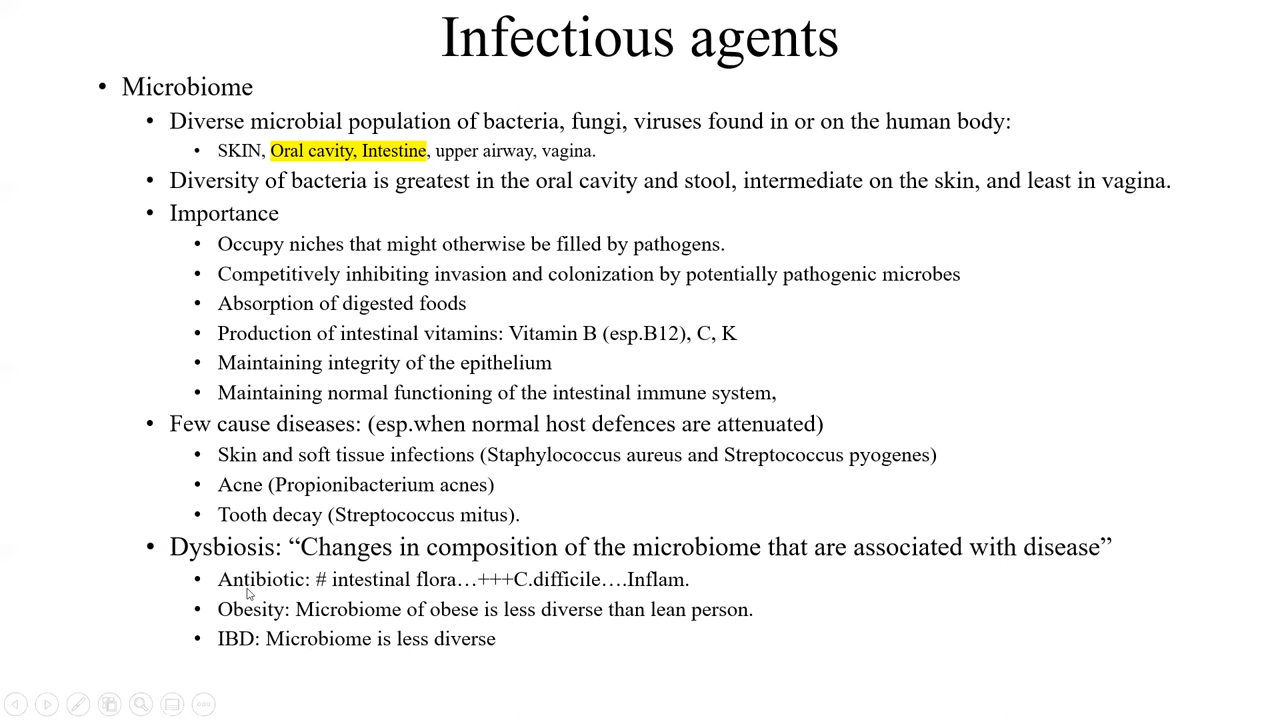 Infectious agents
• Microbiome
• Diverse microbial population of bacteria, fungi, viruses found in or on the human body:
• SKIN, Oral cavity, Intestine, upper airway, vagina.
• Diversity of bacteria is greatest in the oral cavity and stool, intermediate on the skin, and least in vagina.
• Importance
• Occupy niches that might otherwise be filled by pathogens.
• Competitively inhibiting invasion and colonization by potentially pathogenic microbes
• Absorption of digested foods
• Production of intestinal vitamins: Vitamin B (esp.B12), C, K
• Maintaining integrity of the epithelium
• Maintaining normal functioning of the intestinal immune system,
• Few cause diseases: (esp.when normal host defences are attenuated)
• Skin and soft tissue infections (Staphylococcus aureus and Streptococcus pyogenes)
• Acne (Propionibacterium acnes)
• Tooth decay (Streptococcus mitus).
• Dysbiosis: “Changes in composition of the microbiome that are associated with disease”
• Antibiotic: # intestinal flora…+++C.difficile….Inflam.
• Obesity: Microbiome of obese is less diverse than lean person.
• IBD: Microbiome is less diverse